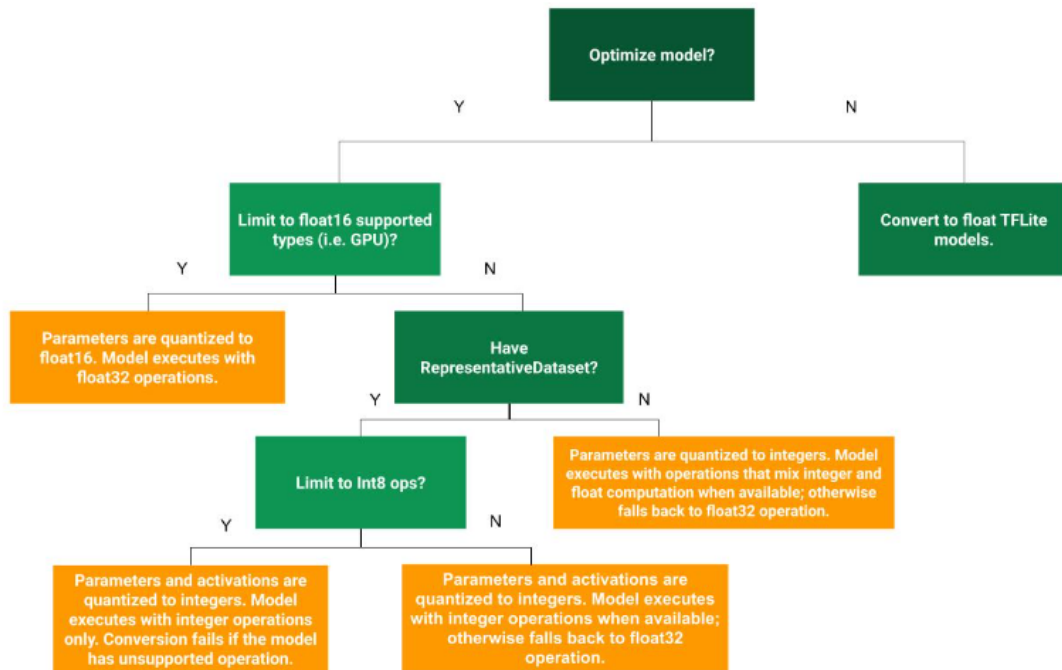 Optimize model?
Y
N
Limit to float16 supported
types (i.e. GPU)?
Convert to float TFLite
models.
Y
N
Parameters are quantized to
float16. Model executes with
float32 operations.
Have
RepresentativeDataset?
Y
N
Limit to Int8 ops?
Parameters are quantized to integers. Model
executes with operations that mix integer and
float computation when available; otherwise
falls back to float32 operation.
Y
N
Parameters and activations are
quantized to integers. Model
executes with integer operations
only. Conversion fails if the model
has unsupported operation.
Parameters and activations are
quantized to integers. Model executes
with integer operations when available;
otherwise falls back to float32
operation.